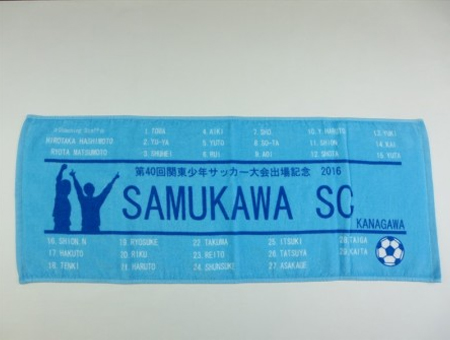 1.TORA 4.ASKI 7.SHO 10.Y.HARUTO 13.YUKI
HIROTAKA HASHIMOTO 2.YU-YA 5.YUTO 8.SO-TA 11.SHION 14.KAI
RYOTA MATSUMOTO 3.SHUHEI 6.RUI 9.AOI 12.SHOTA 15.YUTA
第40回関東少年サッカー大会出場記念 2016
SAMUKAWA SC
KANAGAWA
16.SHION.N 19.RYOSUKE 22.TAKUMA 25.ITSUKI 28.TAIGA
17.HAKUTO 20.RIKU 23.REITO 26.TATSUYA 29.KAITA
18.TENKI 21.HARUTO 24.SHUNSUKE 27.ASAKAGE